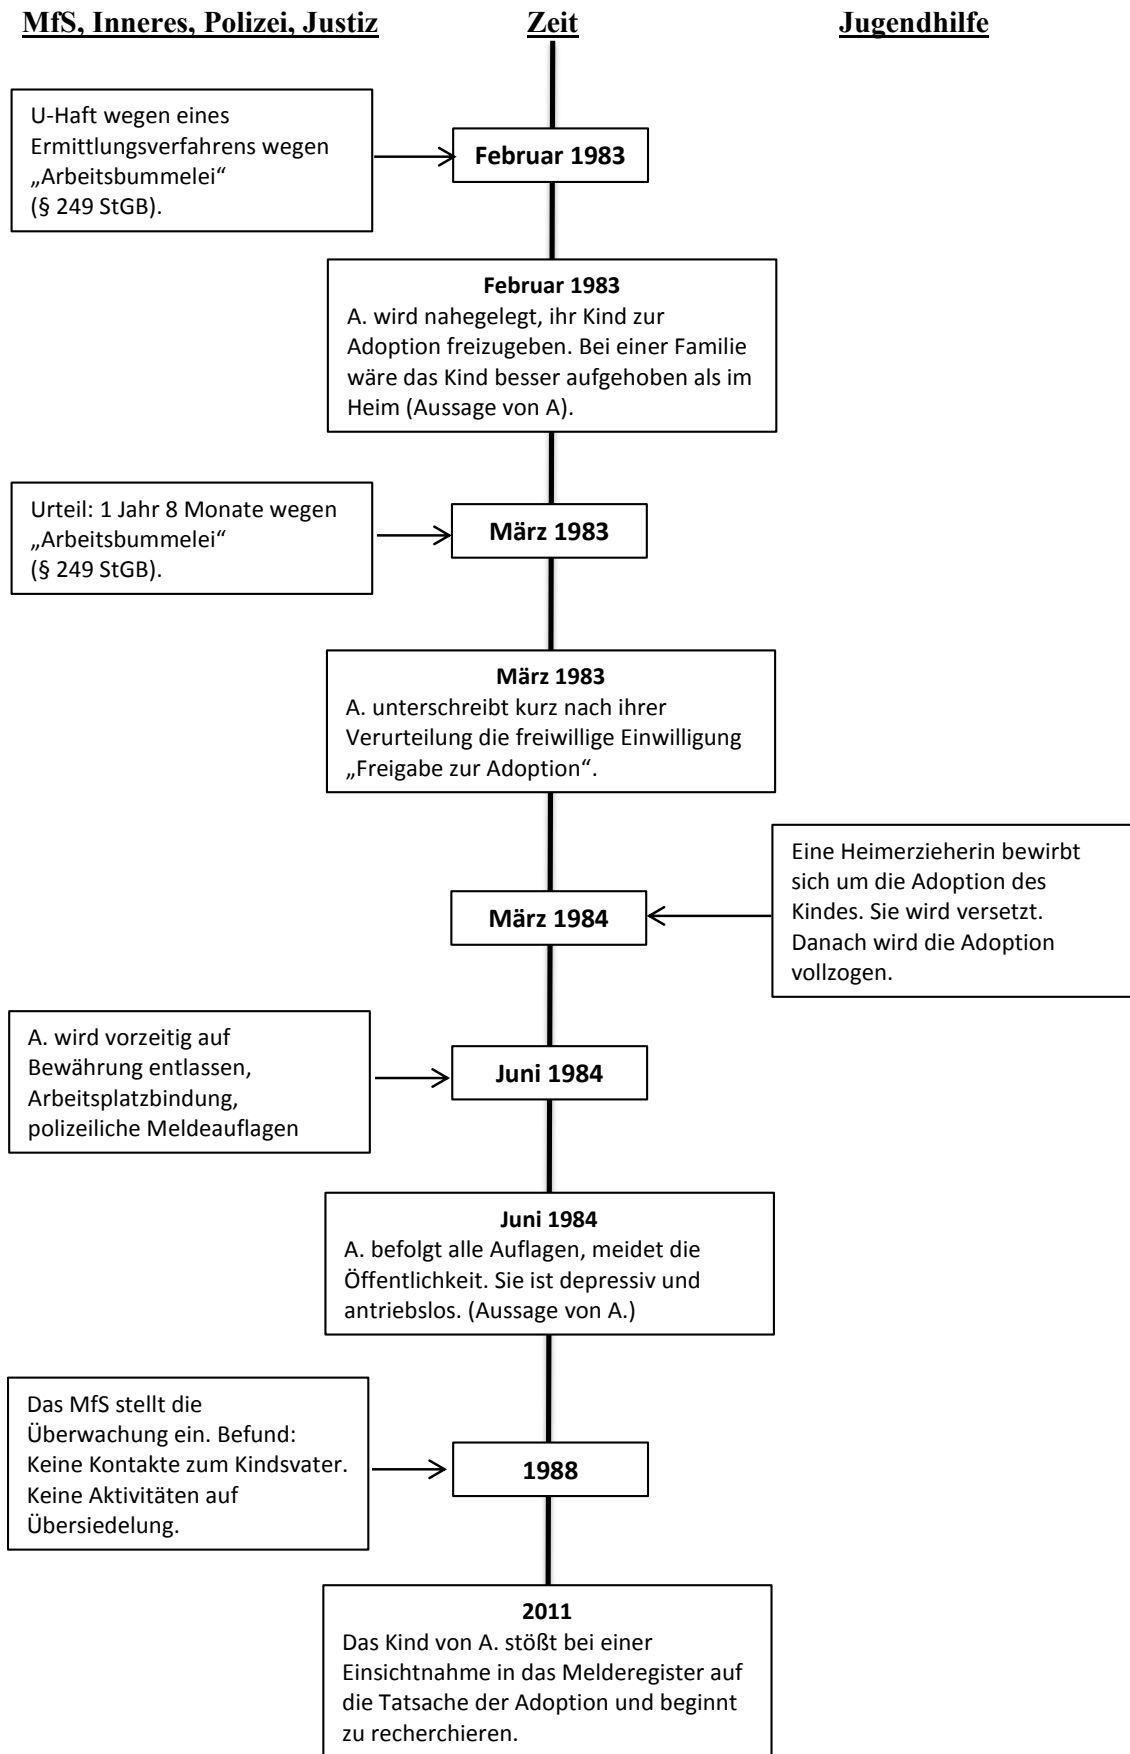 MfS, Inneres, Polizei, Justiz
Zeit
Jugendhilfe
U-Haft wegen eines
Ermittlungsverfahrens wegen
„Arbeitsbummelei“
(§ 249 StGB).
Februar 1983
Februar 1983
A. wird nahegelegt, ihr Kind zur
Adoption freizugeben. Bei einer Familie
wäre das Kind besser aufgehoben als im
Heim (Aussage von A).
Urteil: 1 Jahr 8 Monate wegen
„Arbeitsbummelei“
(§ 249 StGB).
März 1983
März 1983
A. unterschreibt kurz nach ihrer
Verurteilung die freiwillige Einwilligung
„Freigabe zur Adoption“.
Eine Heimerzieherin bewirbt
sich um die Adoption des
Kindes. Sie wird versetzt.
Danach wird die Adoption
vollzogen.
März 1984
A. wird vorzeitig auf
Bewährung entlassen,
Arbeitsplatzbindung,
polizeiliche Meldeauflagen
Juni 1984
Juni 1984
A. befolgt alle Auflagen, meidet die
Öffentlichkeit. Sie ist depressiv und
antriebslos. (Aussage von A.)
Das MfS stellt die
Überwachung ein. Befund:
Keine Kontakte zum Kindsvater.
Keine Aktivitäten auf
Übersiedelung.
1988
2011
Das Kind von A. stößt bei einer
Einsichtnahme in das Melderegister auf
die Tatsache der Adoption und beginnt
zu recherchieren.